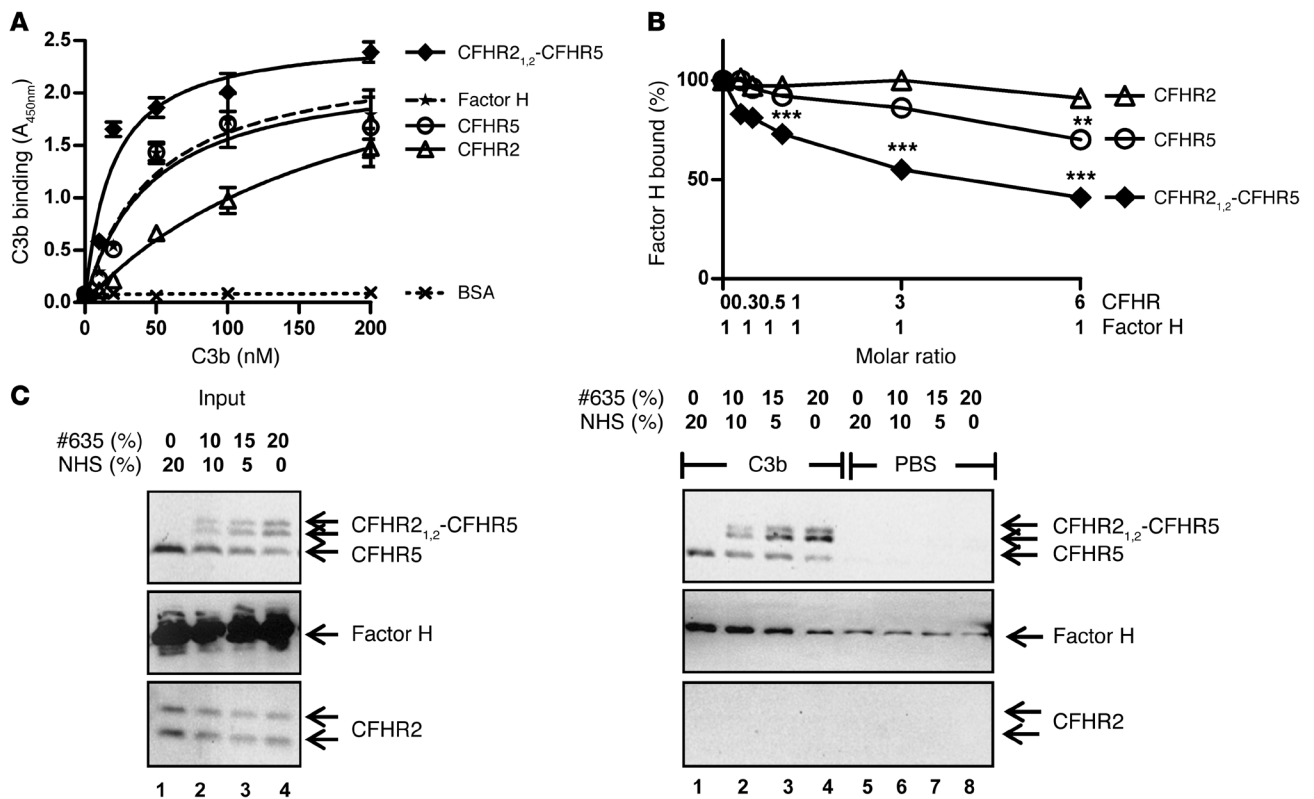 A
C3b binding (A450nm)
2.5
2.0
1.5
1.0
0.5
0.0
0 50 100 200
C3b (nM)
CFHR21,2-CFHR5
Factor H
CFHR5
CFHR2
BSA
B
Factor H bound (%)
100
50
0
***
***
**
***
CFHR2
CFHR5
CFHR21,2-CFHR5
0 0.3 0.5 1 3 6 CFHR
1 1 1 1 1 1 Factor H
Molar ratio
C
Input
#635 (%) 0 10 15 20
NHS (%) 20 10 5 0
CFHR21,2-CFHR5
CFHR5
Factor H
CFHR2
1 2 3 4
#635 (%) 0 10 15 20 0 10 15 20
NHS (%) 20 10 5 0 20 10 5 0
C3b PBS
CFHR21,2-CFHR5
CFHR5
Factor H
CFHR2
1 2 3 4 5 6 7 8